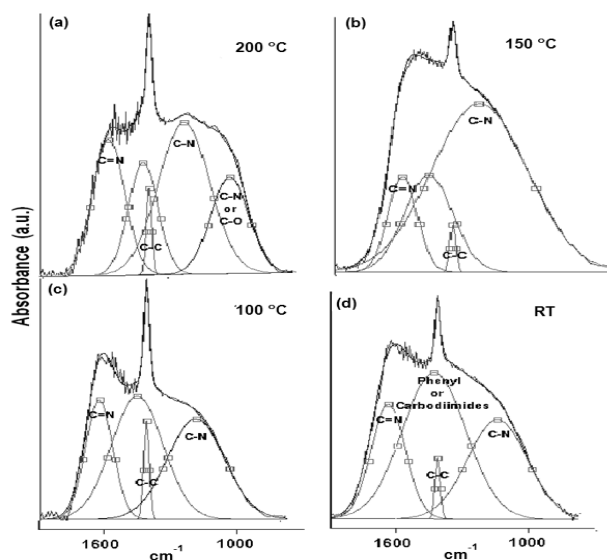 (a)
200 °C
C=N
C-N
C-C
C-N
or
C-O
(b)
150 °C
C-N
C=N
C-C
Absorbance (a.u.)
(c)
100 °C
C=N
C-N
C-C
1600
1000
cm-1
(d)
RT
Phenyl
or
Carbodiimides
C=N
C-N
C-C
1600
1000
cm-1